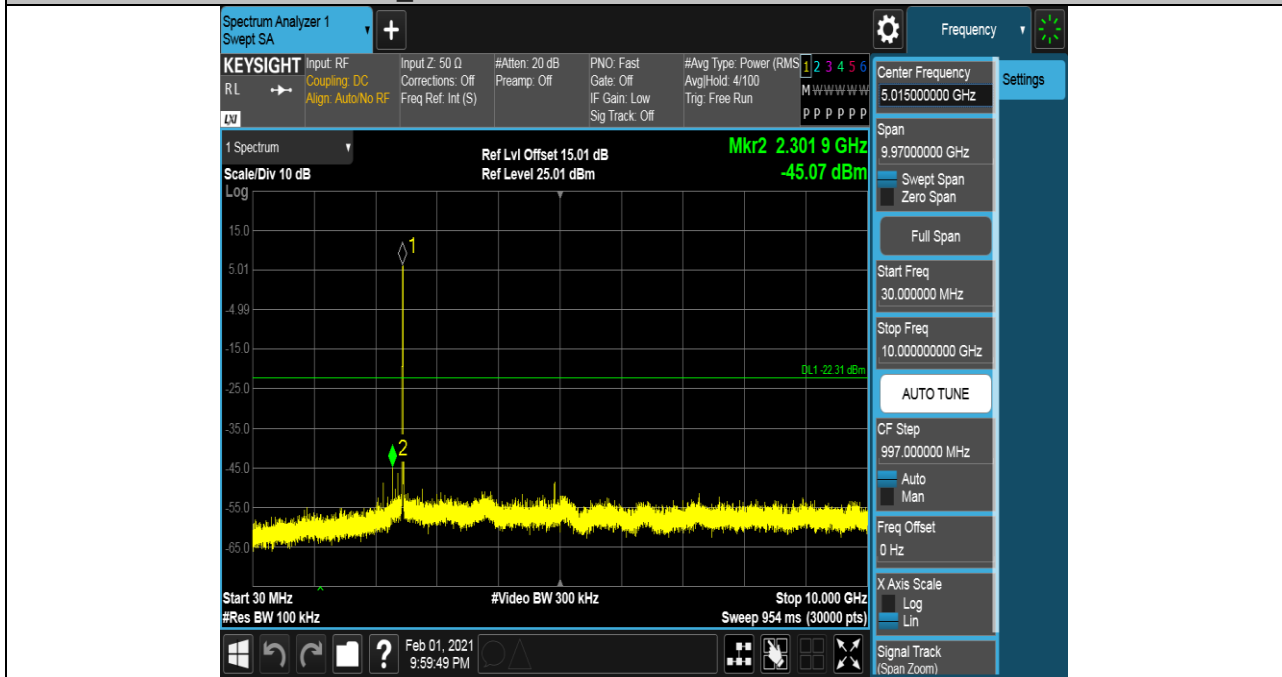 Spectrum Analyzer 1
Swept SA
+
Frequency
KEYSIGHT
RL
LXI
Input: RF
Coupling: DC
Align: Auto/No RF
Input Z: 50 Ω
Corrections: Off
Freq Ref: Int (S)
#Atten: 20 dB
Preamp: Off
PNO: Fast
Gate: Off
IF Gain: Low
Sig Track: Off
#Avg Type: Power (RMS
Avg|Hold: 4/100
Trig: Free Run
1 2 3 4 5 6
M W W W W W
P P P P P P
1 Spectrum
Scale/Div 10 dB
Ref Lvl Offset 15.01 dB
Ref Level 25.01 dBm
Mkr2 2.301 9 GHz
-45.07 dBm
Log
15.0
5.01
-4.99
-15.0
-25.0
-35.0
-45.0
-55.0
-65.0
1
2
DL1 -22.31 dBm
Start 30 MHz
#Res BW 100 kHz
#Video BW 300 kHz
Stop 10.000 GHz
Sweep 954 ms (30000 pts)
?
Feb 01, 2021
9:59:49 PM
Center Frequency
5.015000000 GHz
Span
9.97000000 GHz
Swept Span
Zero Span
Full Span
Start Freq
30.000000 MHz
Stop Freq
10.000000000 GHz
AUTO TUNE
CF Step
997.000000 MHz
Auto
Man
Freq Offset
0 Hz
X Axis Scale
Log
Lin
Signal Track
(Span Zoom)
Settings